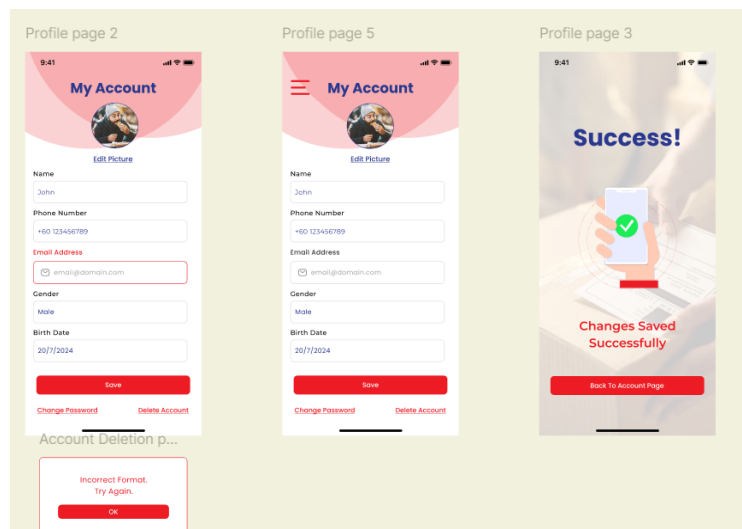 Profile page 2
Profile page 5
Profile page 3
9:41
My Account
Edit Picture
Name
John
Phone Number
+60 123456789
Email Address
email@domain.com
Gender
Male
Birth Date
20/7/2024
Save
Change Password
Delete Account
My Account
Edit Picture
Name
John
Phone Number
+60 123456789
Email Address
email@domain.com
Gender
Male
Birth Date
20/7/2024
Save
Change Password
Delete Account
9:41
Success!
Changes Saved
Successfully
Back To Account Page
Account Deletion p...
Incorrect Format.
Try Again.
OK